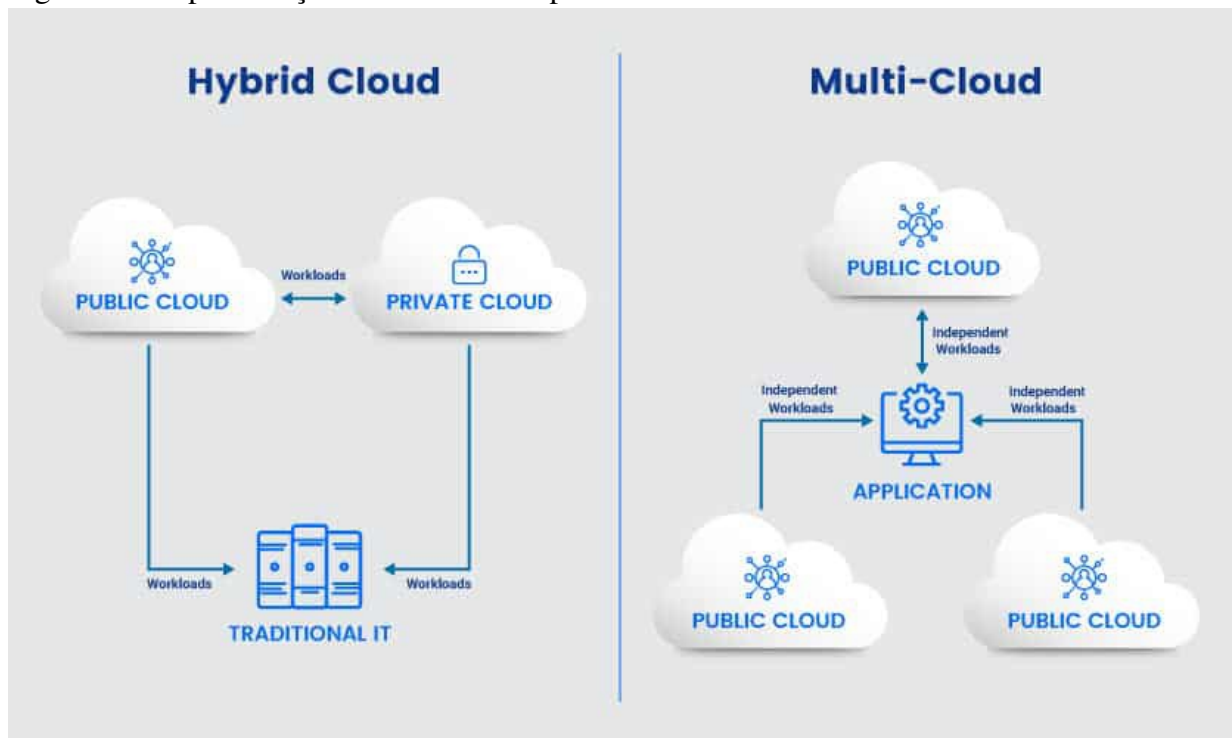 Hybrid Cloud
PUBLIC CLOUD
Workloads
PRIVATE CLOUD
Workloads
Workloads
TRADITIONAL IT
Multi-Cloud
PUBLIC CLOUD
Independent
Workloads
Independent
Workloads
Independent
Workloads
APPLICATION
PUBLIC CLOUD
PUBLIC CLOUD